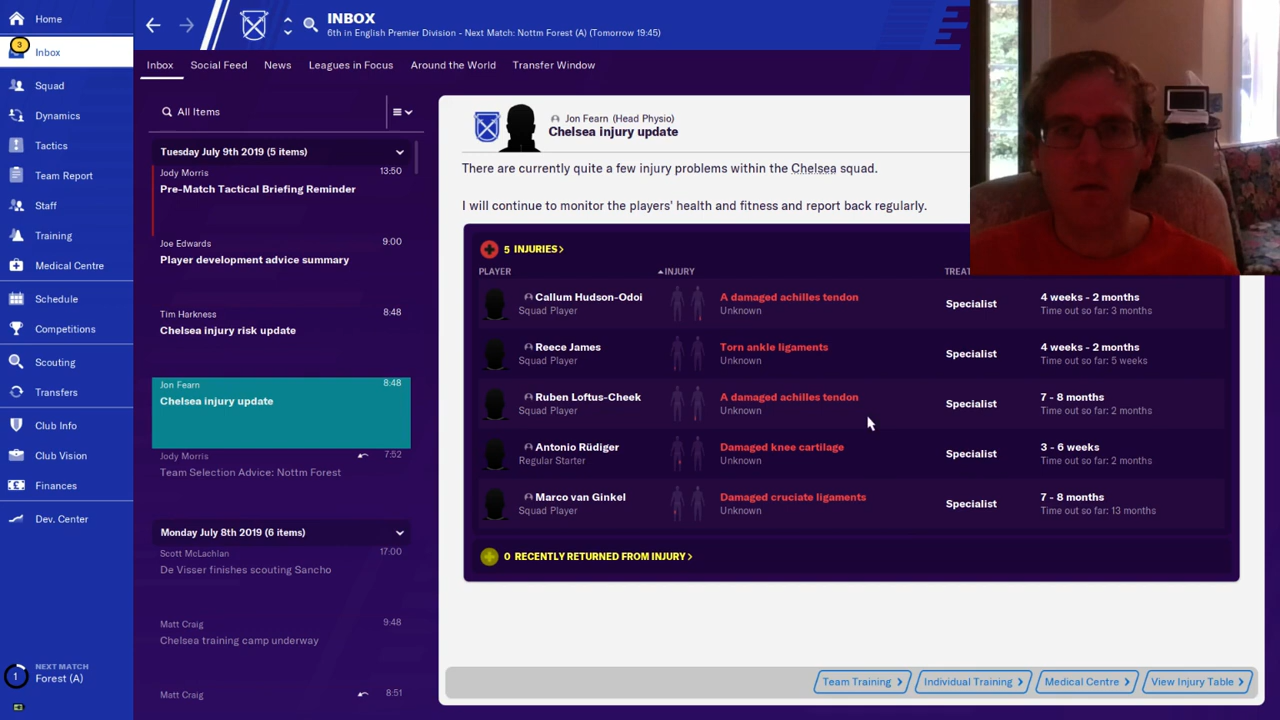 Home
3
Inbox
Squad
Dynamics
Tactics
Team Report
Staff
Training
Medical Centre
Schedule
Competitions
Scouting
Transfers
Club Info
Club Vision
Finances
Dev. Center
1
NEXT MATCH
Forest (A)
INBOX
6th in English Premier Division - Next Match: Nottm Forest (A) (Tomorrow 19:45)
Inbox Social Feed News Leagues in Focus Around the World Transfer Window
All Items
Tuesday July 9th 2019 (5 items)
Jody Morris 13:50
Pre-Match Tactical Briefing Reminder
Joe Edwards 9:00
Player development advice summary
Tim Harkness 8:48
Chelsea injury risk update
Jon Fearn 8:48
Chelsea injury update
Jody Morris 7:52
Team Selection Advice: Nottm Forest
Monday July 8th 2019 (6 items)
Scott McLachlan 17:00
De Visser finishes scouting Sancho
Matt Craig 9:48
Chelsea training camp underway
Matt Craig 8:51
Jon Fearn (Head Physio)
Chelsea injury update
There are currently quite a few injury problems within the Chelsea squad.
I will continue to monitor the players' health and fitness and report back regularly.
5 INJURIES >
PLAYER INJURY TREAT
Callum Hudson-Odoi A damaged achilles tendon Specialist 4 weeks - 2 months
Squad Player Unknown Time out so far: 3 months
Reece James Torn ankle ligaments Specialist 4 weeks - 2 months
Squad Player Unknown Time out so far: 5 weeks
Ruben Loftus-Cheek A damaged achilles tendon Specialist 7 - 8 months
Squad Player Unknown Time out so far: 2 months
Antonio Rüdiger Damaged knee cartilage Specialist 3 - 6 weeks
Regular Starter Unknown Time out so far: 2 months
Marco van Ginkel Damaged cruciate ligaments Specialist 7 - 8 months
Squad Player Unknown Time out so far: 13 months
0 RECENTLY RETURNED FROM INJURY >
Team Training > Individual Training > Medical Centre > View Injury Table >